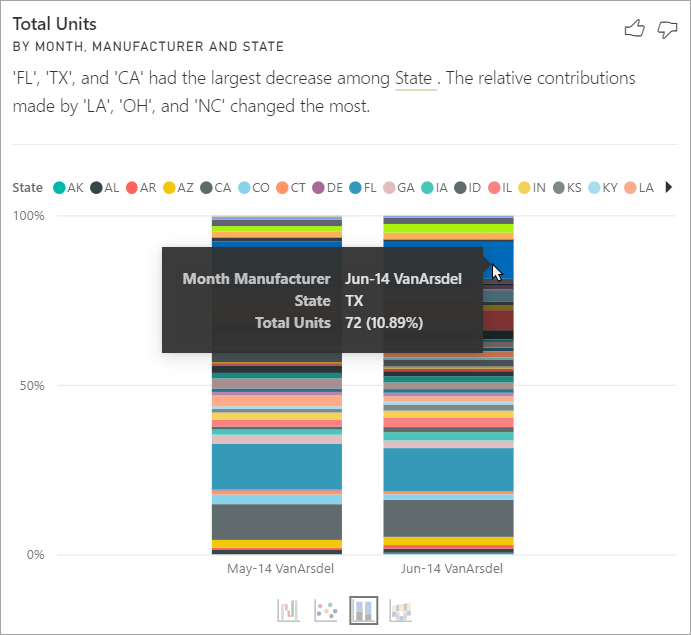 Total Units
BY MONTH, MANUFACTURER AND STATE
'FL', 'TX', and 'CA' had the largest decrease among State . The relative contributions
made by 'LA', 'OH', and 'NC' changed the most.
State AK AL AR AZ CA CO CT DE FL GA IA ID IL IN KS KY LA
100%
Month Manufacturer Jun-14 VanArsdel
State TX
Total Units 72 (10.89%)
50%
0%
May-14 VanArsdel Jun-14 VanArsdel